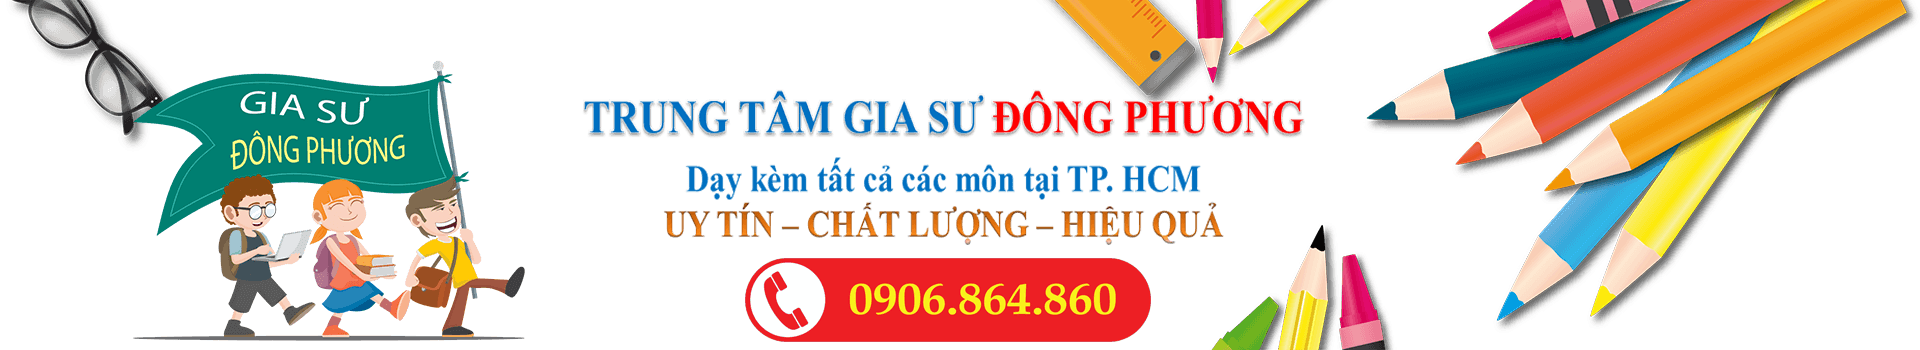 GIA SƯ
ĐÔNG PHƯƠNG
TRUNG TÂM GIA SƯ ĐÔNG PHƯƠNG
Dạy kèm tất cả các môn tại TP. HCM
UY TÍN – CHẤT LƯỢNG – HIỆU QUẢ
0906.864.860